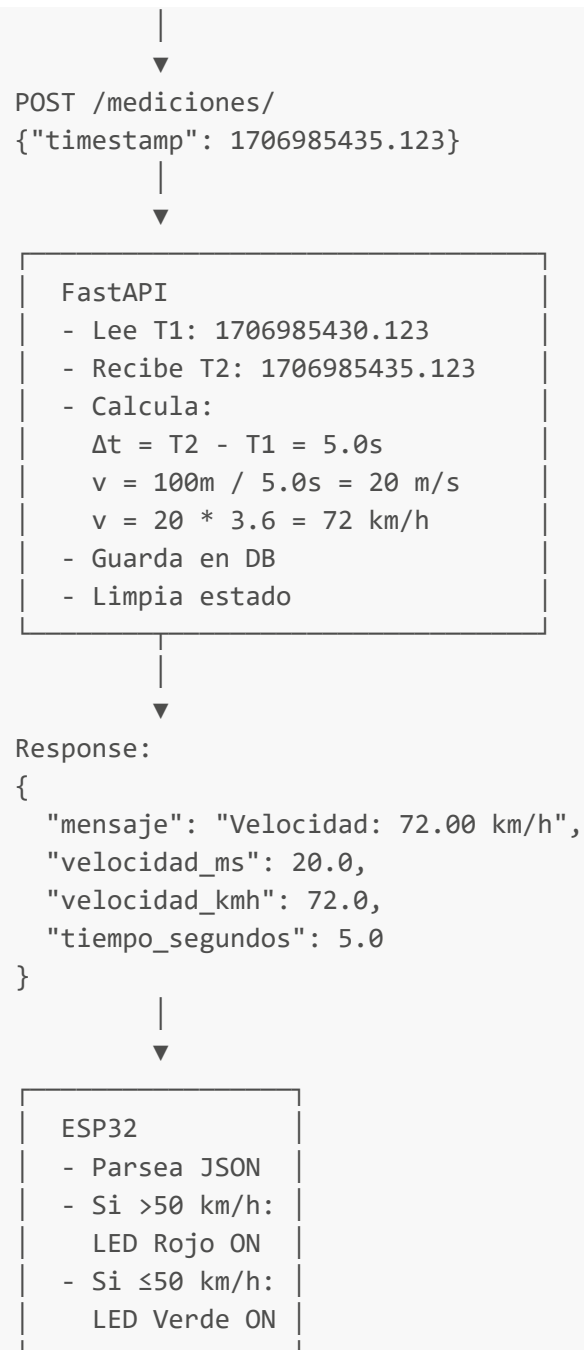 POST /mediciones/
{"timestamp": 1706985435.123}
FastAPI
- Lee T1: 1706985430.123
- Recibe T2: 1706985435.123
- Calcula:
Δt = T2 - T1 = 5.0s
v = 100m / 5.0s = 20 m/s
v = 20 * 3.6 = 72 km/h
- Guarda en DB
- Limpia estado
Response:
{
"mensaje": "Velocidad: 72.00 km/h",
"velocidad_ms": 20.0,
"velocidad_kmh": 72.0,
"tiempo_segundos": 5.0
}
ESP32
- Parsea JSON
- Si >50 km/h:
LED Rojo ON
- Si ≤50 km/h:
LED Verde ON